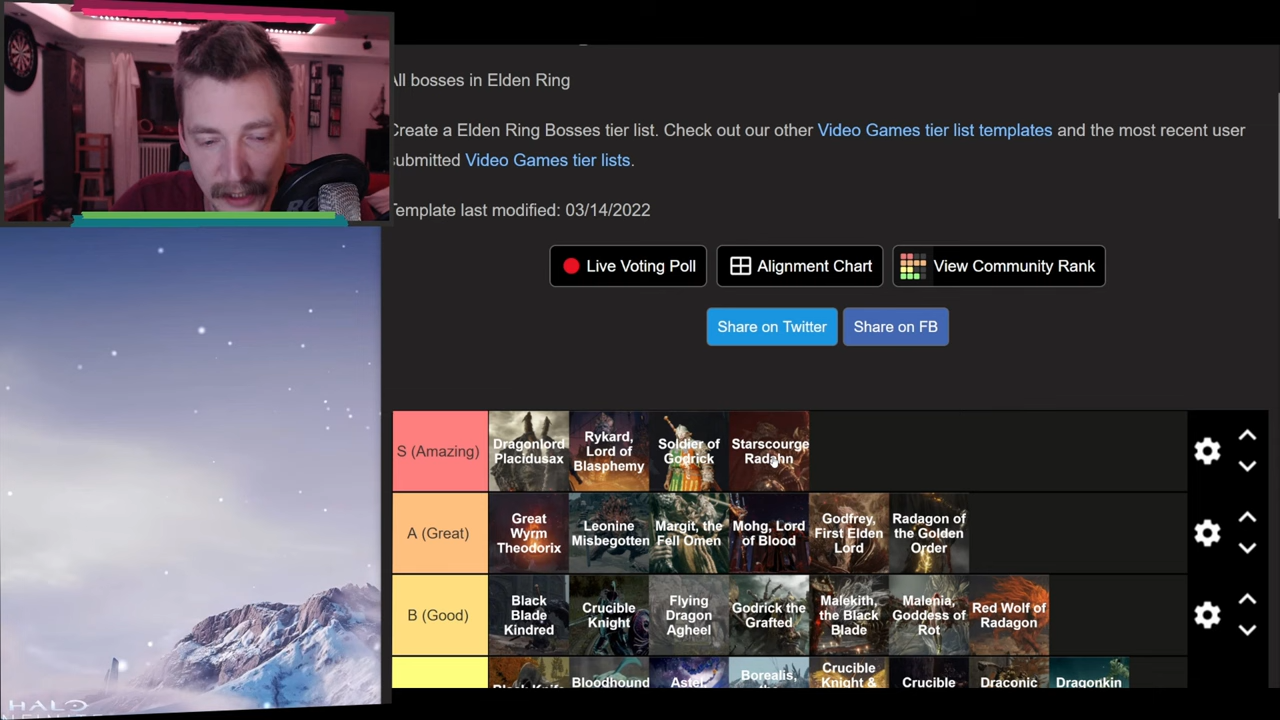 All bosses in Elden Ring
Create a Elden Ring Bosses tier list. Check out our other Video Games tier list templates and the most recent user
submitted Video Games tier lists.
Template last modified: 03/14/2022
Live Voting Poll
Alignment Chart
View Community Rank
Share on Twitter
Share on FB
S (Amazing)
Dragonlord
Placidusax
Rykard,
Lord of
Blasphemy
Soldier of
Godrick
Starscourge
Radahn
A (Great)
Great
Wyrm
Theodorix
Leonine
Misbegotten
Margit, the
Fell Omen
Mohg, Lord
of Blood
Godfrey,
First Elden
Lord
Radagon of
the Golden
Order
B (Good)
Black
Blade
Kindred
Crucible
Knight
Flying
Dragon
Agheel
Godrick the
Grafted
Malekith,
the Black
Blade
Malenia,
Goddess of
Rot
Red Wolf of
Radagon
Bloodhound
Borealis,
Crucible
Knight &
Crucible
Draconic
Dragonkin
HALO